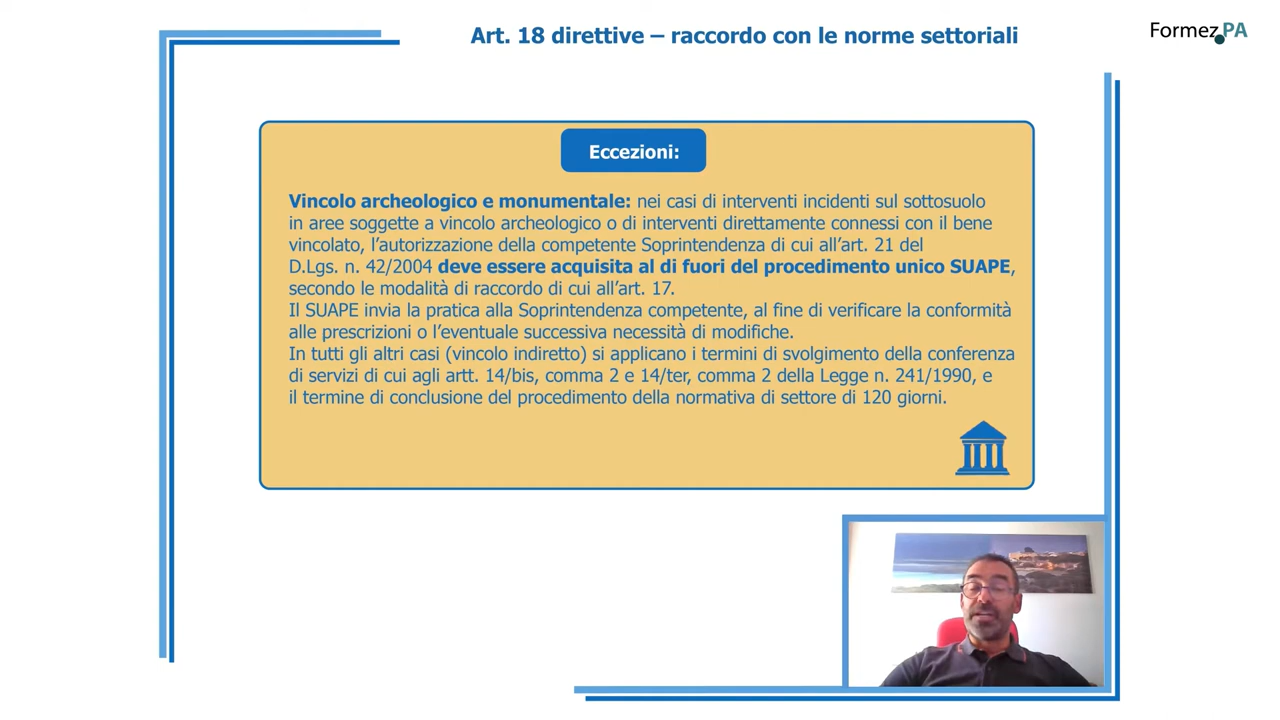 Art. 18 direttive – raccordo con le norme settoriali
Formez.PA
Eccezioni:
Vincolo archeologico e monumentale: nei casi di interventi incidenti sul sottosuolo
in aree soggette a vincolo archeologico o di interventi direttamente connessi con il bene
vincolato, l’autorizzazione della competente Soprintendenza di cui all’art. 21 del
D.Lgs. n. 42/2004 deve essere acquisita al di fuori del procedimento unico SUAPE,
secondo le modalità di raccordo di cui all’art. 17.
Il SUAPE invia la pratica alla Soprintendenza competente, al fine di verificare la conformità
alle prescrizioni o l’eventuale successiva necessità di modifiche.
In tutti gli altri casi (vincolo indiretto) si applicano i termini di svolgimento della conferenza
di servizi di cui agli artt. 14/bis, comma 2 e 14/ter, comma 2 della Legge n. 241/1990, e
il termine di conclusione del procedimento della normativa di settore di 120 giorni.